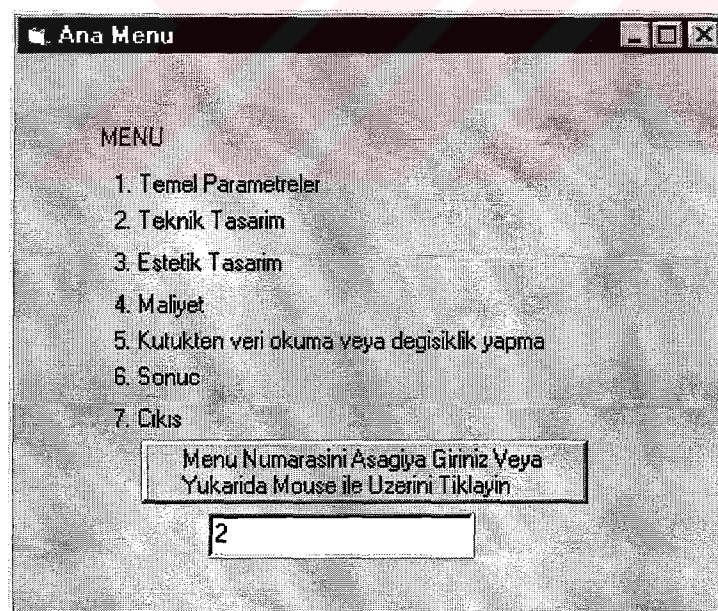 Ana Menu
MENU
1. Temel Parametreler
2. Teknik Tasarim
3. Estetik Tasarim
4. Maliyet
5. Kutukten veri okuma veya degisiklik yapma
6. Sonuc
7. Cıkıs
Menu Numarasini Asagiya Giriniz Veya
Yukarida Mouse ile Uzerini Tiklayin
2